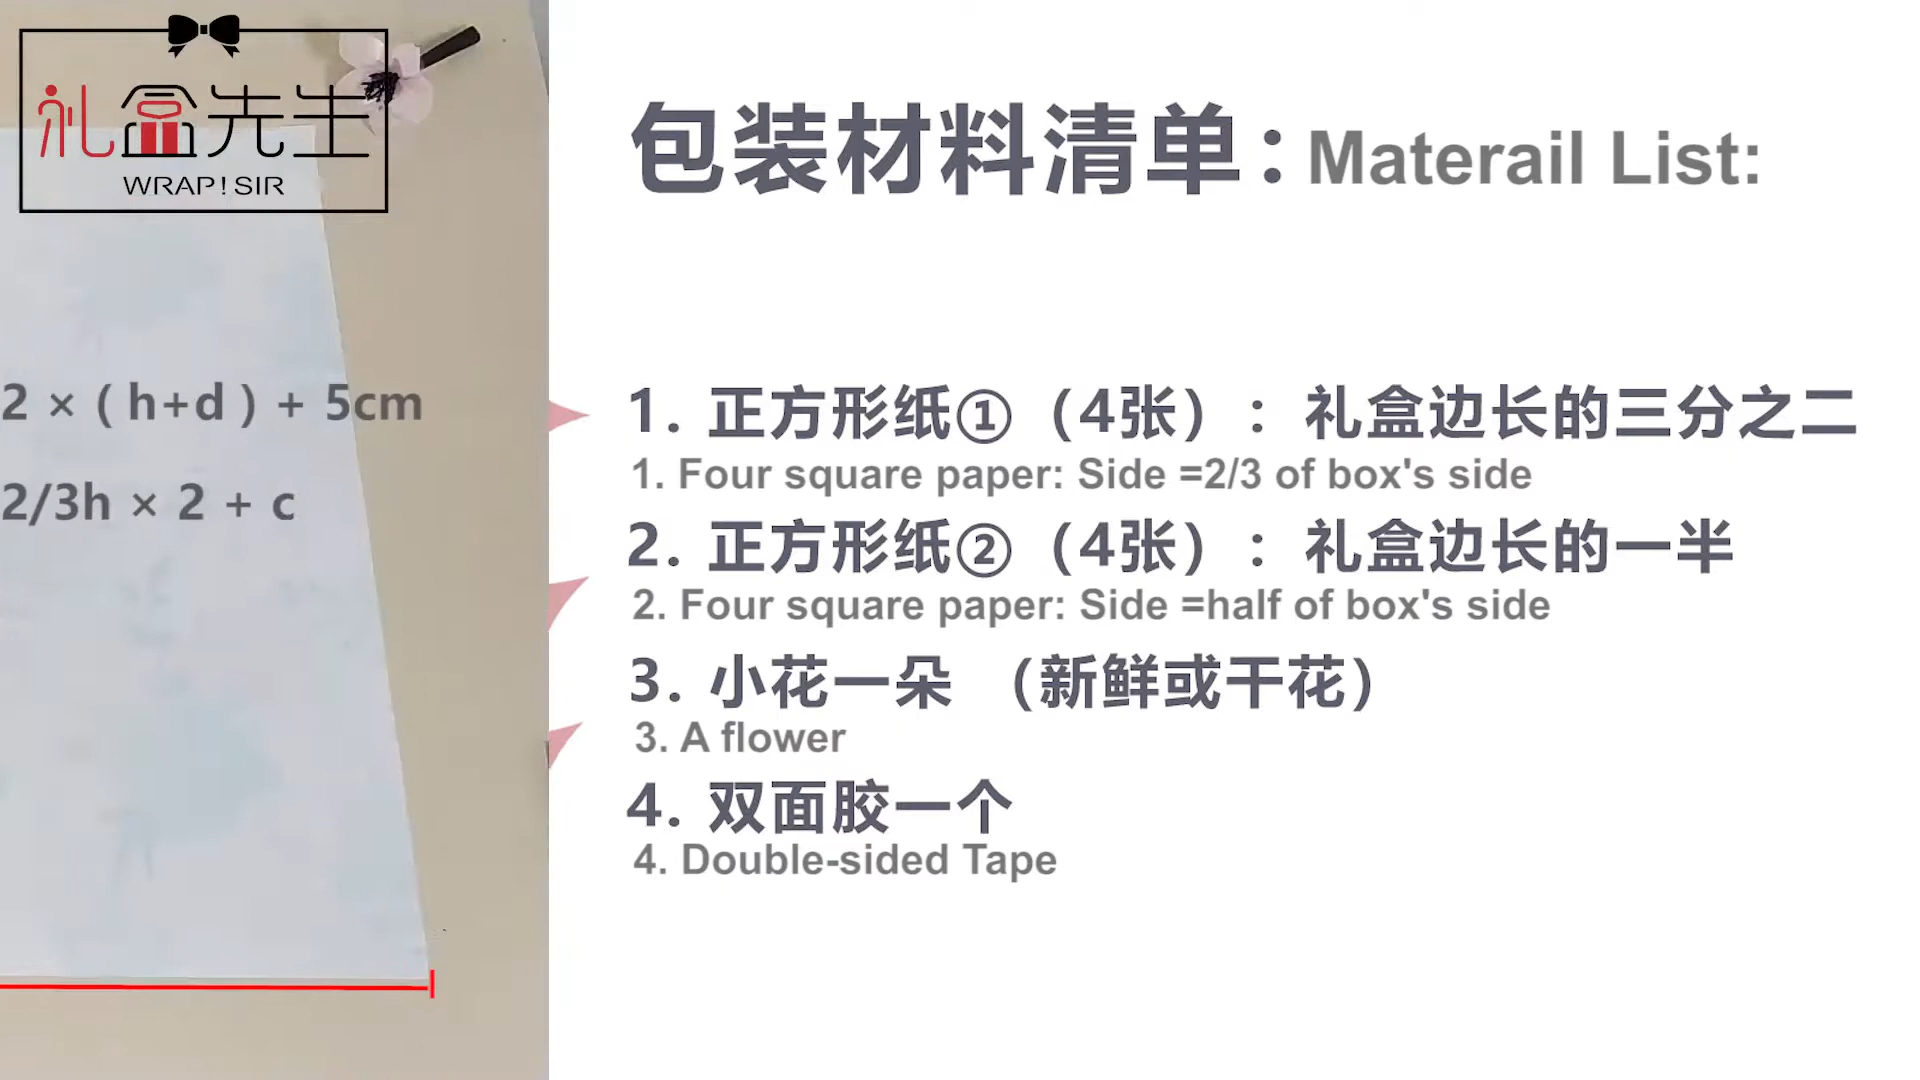 礼盒先生
WRAP!SIR
2 × ( h+d ) + 5cm
2/3h × 2 + c
包装材料清单：Materail List:
1. 正方形纸①（4张）：礼盒边长的三分之二
1. Four square paper: Side =2/3 of box's side
2. 正方形纸②（4张）：礼盒边长的一半
2. Four square paper: Side =half of box's side
3. 小花一朵 （新鲜或干花）
3. A flower
4. 双面胶一个
4. Double-sided Tape